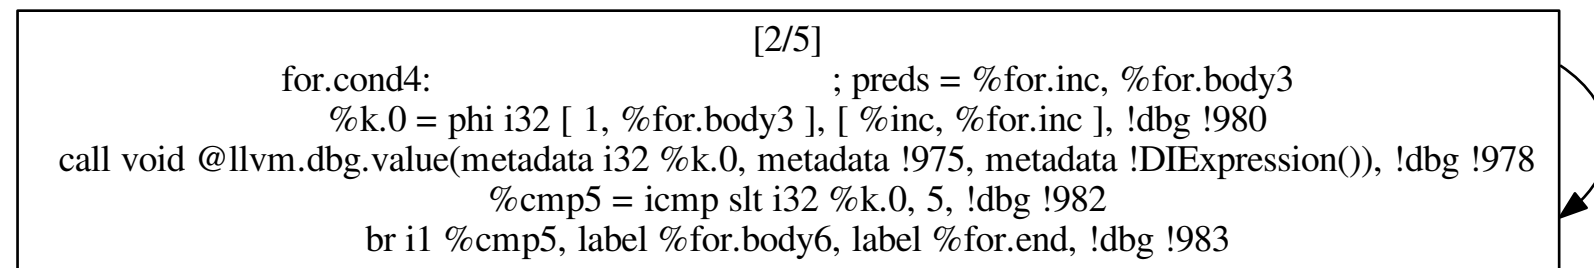 [2/5]
for.cond4: ; preds = %for.inc, %for.body3
%k.0 = phi i32 [ 1, %for.body3 ], [ %inc, %for.inc ], !dbg !980
call void @llvm.dbg.value(metadata i32 %k.0, metadata !975, metadata !DIExpression()), !dbg !978
%cmp5 = icmp slt i32 %k.0, 5, !dbg !982
br i1 %cmp5, label %for.body6, label %for.end, !dbg !983